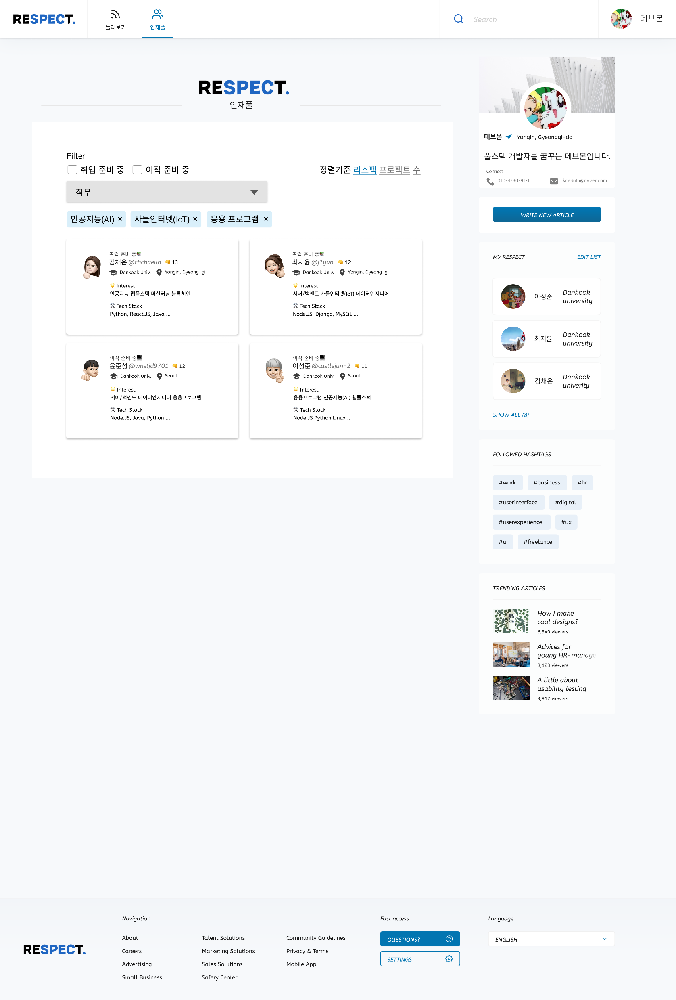 RESPECT.
둘러보기
인재풀
Search
데브몬
RESPECT.
인재풀
Filter
취업 준비 중
이직 준비 중
정렬기준 리스펙 프로젝트 수
직무
인공지능(AI) x
사물인터넷(IoT) x
응용 프로그램 x
취업 준비 중
김채은 @chchaeun 13
Dankook Univ. Yongin, Gyeong-gi
Interest
인공지능 웹풀스택 머신러닝 블록체인
Tech Stack
Python, React.JS, Java ...
취업 준비 중
최지윤 @j1yun 12
Dankook Univ. Yongin, Gyeong-gi
Interest
서버/백엔드 사물인터넷(IoT) 데이터엔지니어
Tech Stack
Node.JS, Django, MySQL ...
이직 준비 중
윤준성 @wnstjd9701 12
Dankook Univ. Seoul
Interest
서버/백엔드 데이터엔지니어 응용프로그램
Tech Stack
Node.JS, Java, Python ...
이직 준비 중
이성준 @castlejun-2 11
Dankook Univ. Seoul
Interest
응용프로그램 인공지능(AI) 웹풀스택
Tech Stack
Node.JS Python Linux ...
데브몬 Yongin, Gyeonggi-do
풀스택 개발자를 꿈꾸는 데브몬입니다.
Connect
010-4780-9121 kce3615@naver.com
WRITE NEW ARTICLE
MY RESPECT EDIT LIST
이성준
Dankook
university
최지윤
Dankook
university
김채은
Dankook
univerity
SHOW ALL (8)
FOLLOWED HASHTAGS
#work #business #hr
#userinterface #digital
#userexperience #ux
#ui #freelance
TRENDING ARTICLES
How I make
cool designs?
6,340 viewers
Advices for
young HR-manage
8,123 viewers
A little about
usability testing
3,912 viewers
RESPECT.
Navigation
About
Careers
Advertising
Small Business
Talent Solutions
Marketing Solutions
Sales Solutions
Safery Center
Community Guidelines
Privacy & Terms
Mobile App
Fast access
QUESTIONS?
SETTINGS
Language
ENGLISH